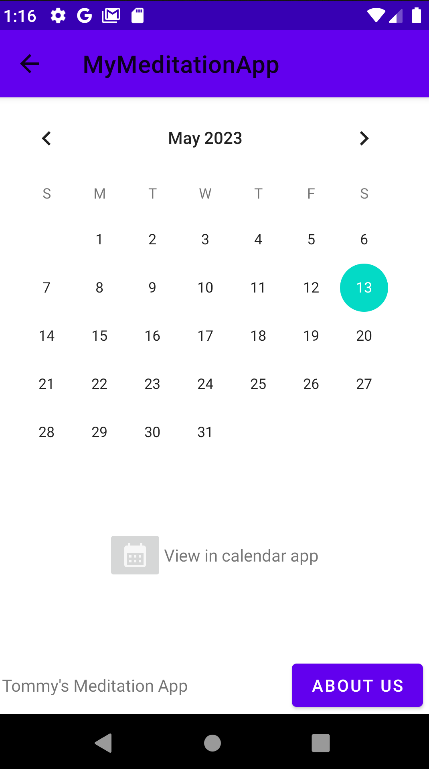 1:16
MyMeditationApp
May 2023
S M T W T F S
1 2 3 4 5 6
7 8 9 10 11 12 13
14 15 16 17 18 19 20
21 22 23 24 25 26 27
28 29 30 31
View in calendar app
Tommy's Meditation App
ABOUT US